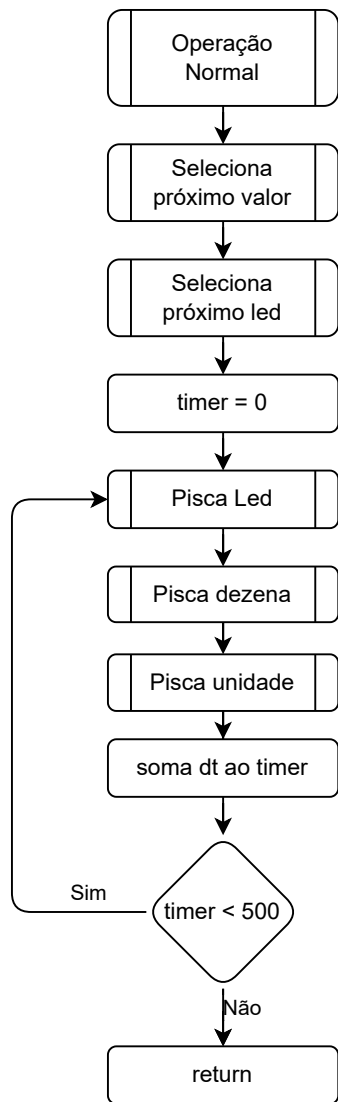 Operação
Normal
Seleciona
próximo valor
Seleciona
próximo led
timer = 0
Pisca Led
Pisca dezena
Pisca unidade
soma dt ao timer
Sim
timer < 500
Não
return